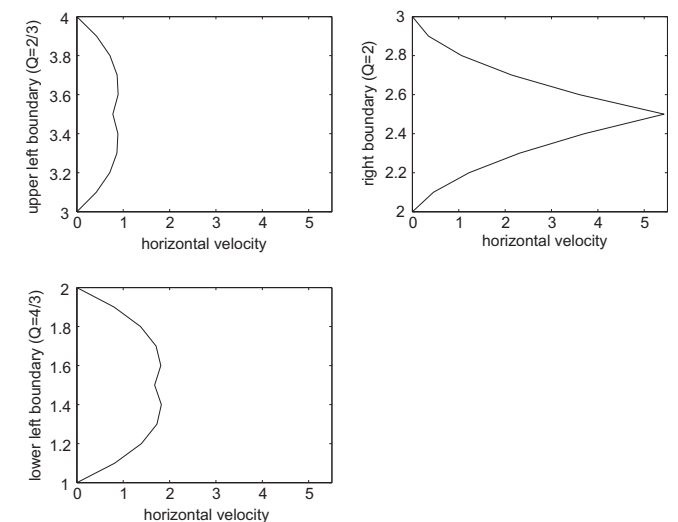 upper left boundary (Q=2/3)
4
3.8
3.6
3.4
3.2
3
0 1 2 3 4 5
horizontal velocity
right boundary (Q=2)
3
2.8
2.6
2.4
2.2
2
0 1 2 3 4 5
horizontal velocity
lower left boundary (Q=4/3)
2
1.8
1.6
1.4
1.2
1
0 1 2 3 4 5
horizontal velocity